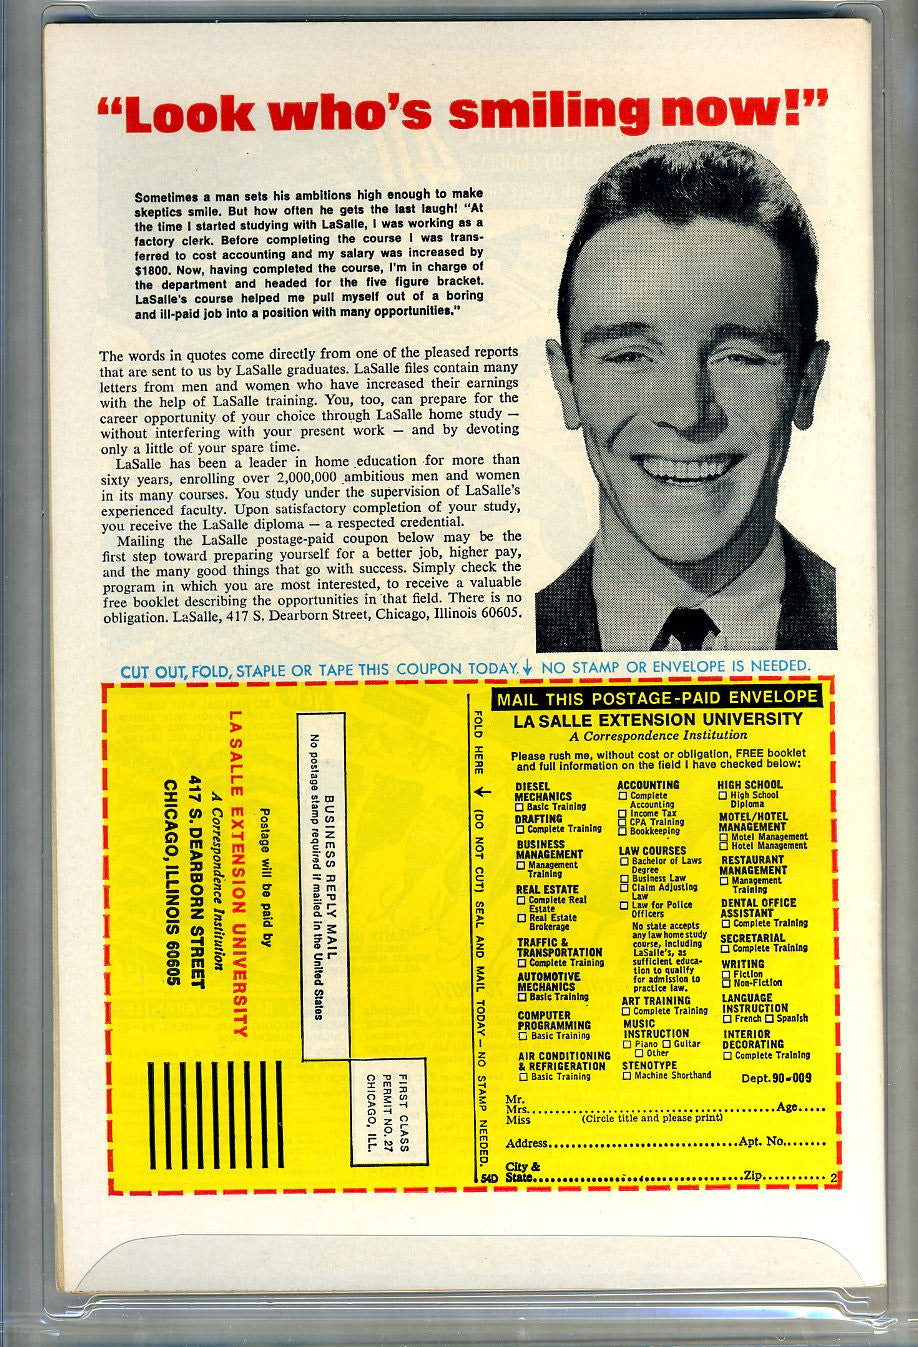 “Look who’s smiling now!”
Sometimes a man sets his ambitions high enough to make
skeptics smile. But how often he gets the last laugh! “At
the time I started studying with LaSalle, I was working as a
factory clerk. Before completing the course I was trans-
ferred to cost accounting and my salary was increased by
$1800. Now, having completed the course, I’m in charge of
the department and headed for the five figure bracket.
LaSalle’s course helped me pull myself out of a boring
and ill-paid job into a position with many opportunities.”
The words in quotes come directly from one of the pleased reports
that are sent to us by LaSalle graduates. LaSalle files contain many
letters from men and women who have increased their earnings
with the help of LaSalle training. You, too, can prepare for the
career opportunity of your choice through LaSalle home study —
without interfering with your present work — and by devoting
only a little of your spare time.
LaSalle has been a leader in home education for more than
sixty years, enrolling over 2,000,000 ambitious men and women
in its many courses. You study under the supervision of LaSalle’s
experienced faculty. Upon satisfactory completion of your study,
you receive the LaSalle diploma — a respected credential.
Mailing the LaSalle postage-paid coupon below may be the
first step toward preparing yourself for a better job, higher pay,
and the many good things that go with success. Simply check the
program in which you are most interested, to receive a valuable
free booklet describing the opportunities in that field. There is no
obligation. LaSalle, 417 S. Dearborn Street, Chicago, Illinois 60605.
CUT OUT, FOLD, STAPLE OR TAPE THIS COUPON TODAY. ↓ NO STAMP OR ENVELOPE IS NEEDED.
BUSINESS REPLY MAIL
No postage stamp required if mailed in the United States
FIRST CLASS
PERMIT NO. 27
CHICAGO, ILL.
Postage will be paid by
LA SALLE EXTENSION UNIVERSITY
A Correspondence Institution
417 S. DEARBORN STREET
CHICAGO, ILLINOIS 60605
FOLD HERE ↓ (DO NOT CUT) SEAL AND MAIL TODAY — NO STAMP NEEDED.
54D
MAIL THIS POSTAGE-PAID ENVELOPE
LA SALLE EXTENSION UNIVERSITY
A Correspondence Institution
Please rush me, without cost or obligation, FREE booklet
and full information on the field I have checked below:
DIESEL
MECHANICS
☐ Basic Training
DRAFTING
☐ Complete Training
BUSINESS
MANAGEMENT
☐ Management
Training
REAL ESTATE
☐ Complete Real
Estate
☐ Real Estate
Brokerage
TRAFFIC &
TRANSPORTATION
☐ Complete Training
AUTOMOTIVE
MECHANICS
☐ Basic Training
COMPUTER
PROGRAMMING
☐ Basic Training
AIR CONDITIONING
& REFRIGERATION
☐ Basic Training
ACCOUNTING
☐ Complete
Accounting
☐ Income Tax
☐ CPA Training
☐ Bookkeeping
LAW COURSES
☐ Bachelor of Laws
Degree
☐ Business Law
☐ Claim Adjusting
Law
☐ Law for Police
Officers
No state accepts
any law home study
course, including
LaSalle’s, as
sufficient educa-
tion to qualify
for admission to
practice law.
ART TRAINING
☐ Complete Training
MUSIC
INSTRUCTION
☐ Piano ☐ Guitar
☐ Other
STENOTYPE
☐ Machine Shorthand
HIGH SCHOOL
☐ High School
Diploma
MOTEL/HOTEL
MANAGEMENT
☐ Motel Management
☐ Hotel Management
RESTAURANT
MANAGEMENT
☐ Management
Training
DENTAL OFFICE
ASSISTANT
☐ Complete Training
SECRETARIAL
☐ Complete Training
WRITING
☐ Fiction
☐ Non-Fiction
LANGUAGE
INSTRUCTION
☐ French ☐ Spanish
INTERIOR
DECORATING
☐ Complete Training
Dept. 90-009
Mr.
Mrs. Age
Miss (Circle title and please print)
Address Apt. No.
City &
State Zip 2